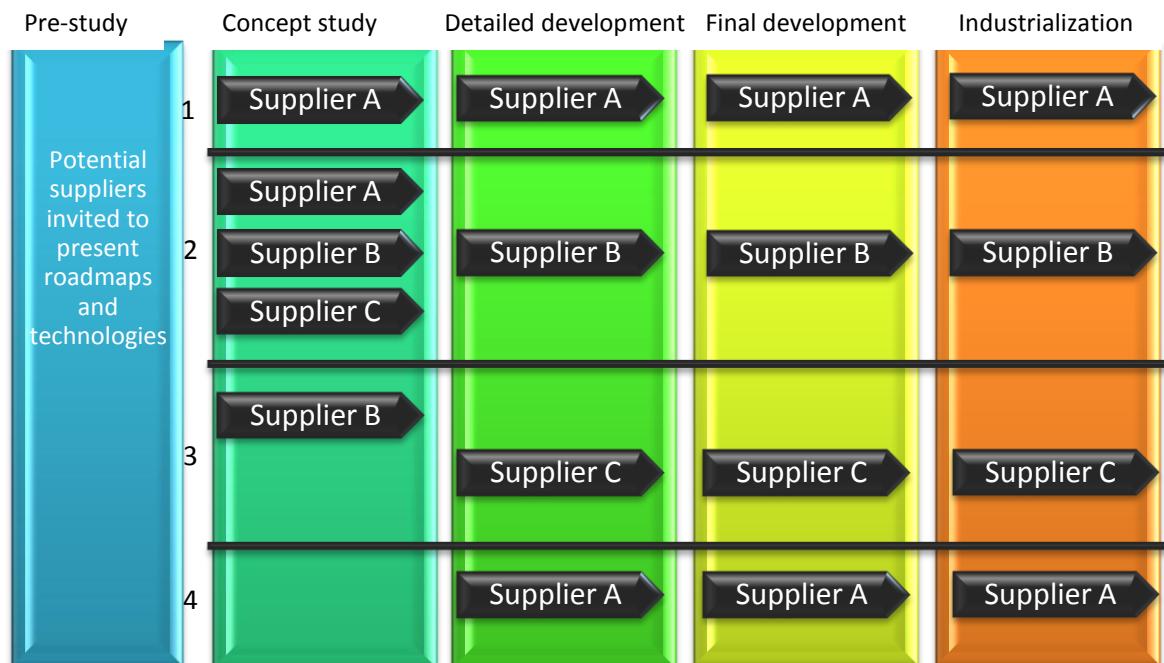 Pre-study
Concept study
Detailed development
Final development
Industrialization
Potential
suppliers
invited to
present
roadmaps
and
technologies
1
Supplier A
Supplier A
Supplier A
Supplier A
2
Supplier A
Supplier B
Supplier C
Supplier B
Supplier B
Supplier B
3
Supplier B
Supplier C
Supplier C
Supplier C
4
Supplier A
Supplier A
Supplier A